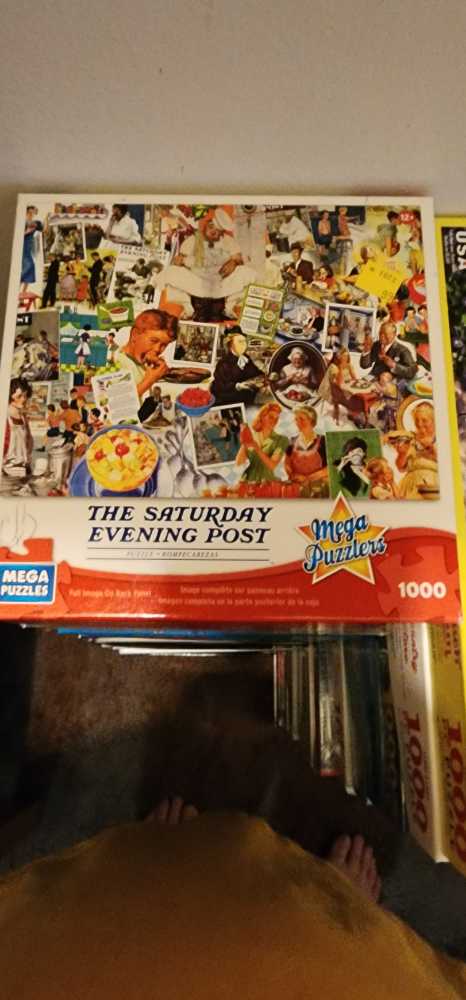 12+
THE SATURDAY
EVENING POST
PUZZLE • ROMPECABEZAS
Mega
Puzzlers
MEGA
PUZZLES
Full Image On Back Panel
Image complète sur panneau arrière
Imagen completa en la parte posterior de la caja
1000
USA
1000
1000